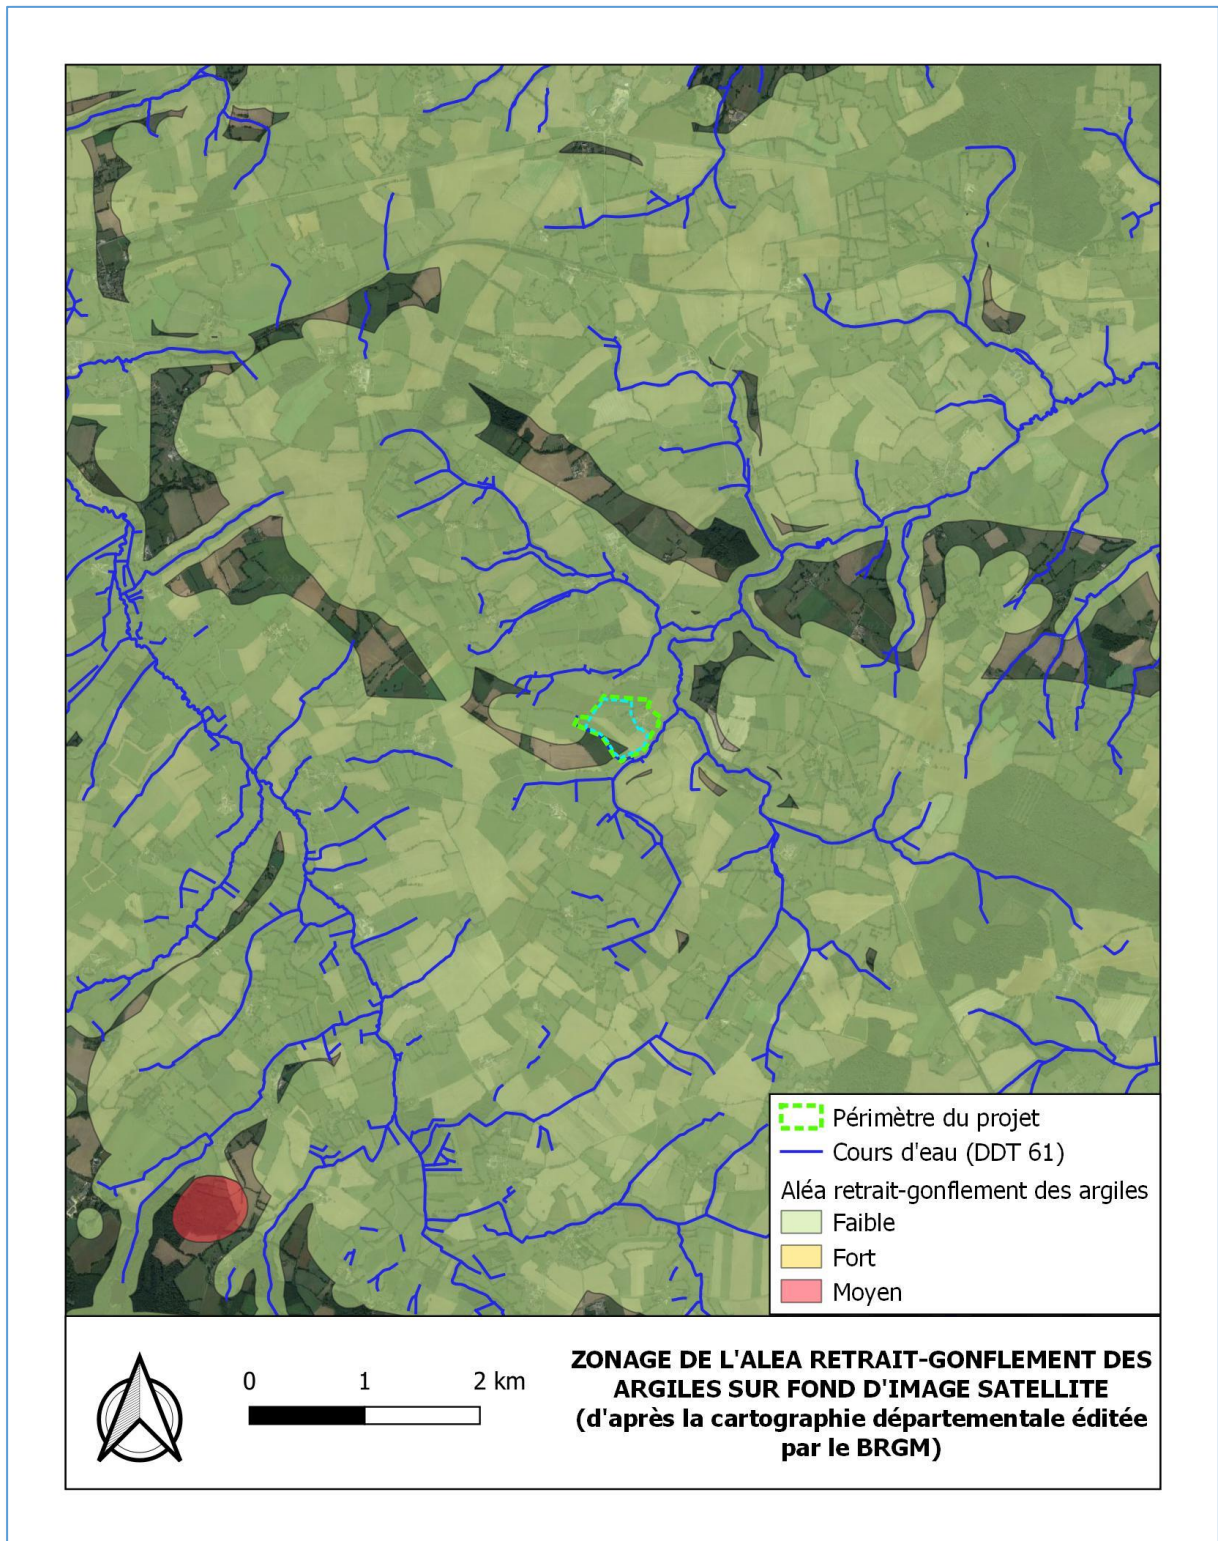 Périmètre du projet
Cours d'eau (DDT 61)
Aléa retrait-gonflement des argiles
Faible
Fort
Moyen
0 1 2 km
ZONAGE DE L'ALEA RETRAIT-GONFLEMENT DES
ARGILES SUR FOND D'IMAGE SATELLITE
(d'après la cartographie départementale éditée
par le BRGM)